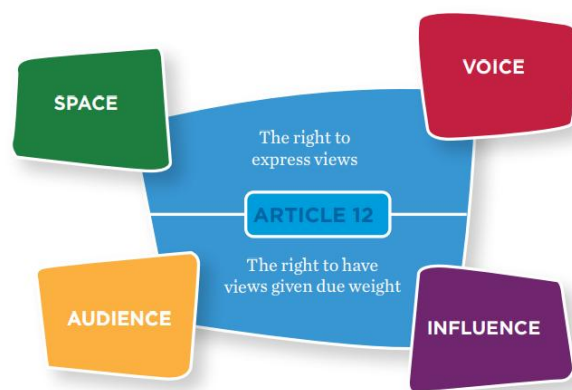 SPACE
VOICE
The right to
express views
ARTICLE 12
The right to have
views given due weight
AUDIENCE
INFLUENCE